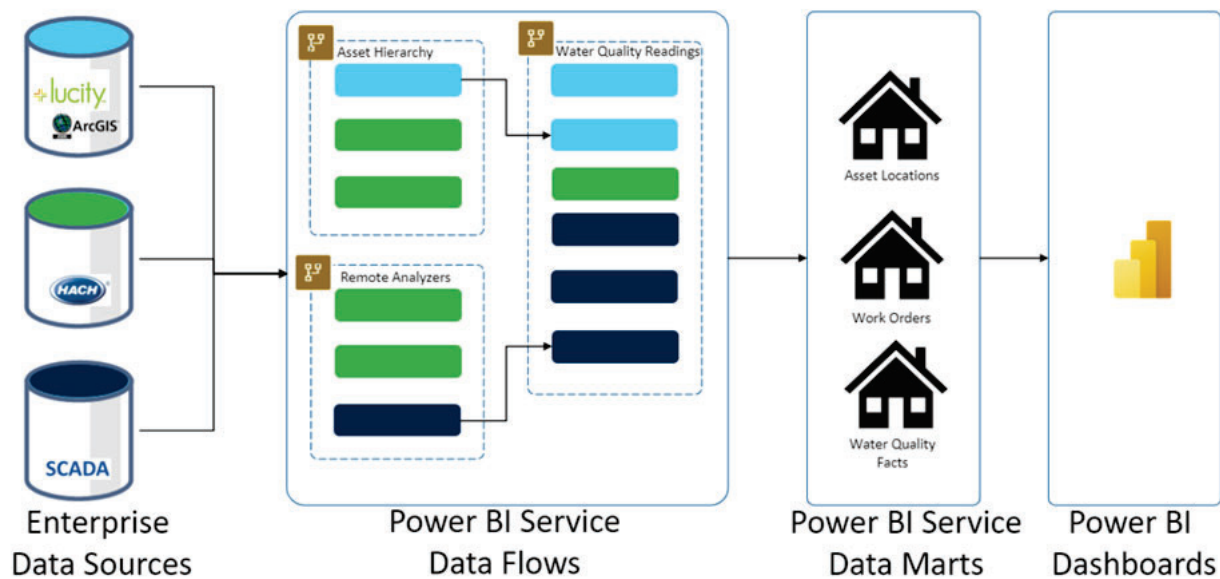 lucity
ArcGIS
HACH
SCADA
Enterprise
Data Sources
Asset Hierarchy
Water Quality Readings
Remote Analyzers
Power BI Service
Data Flows
Asset Locations
Work Orders
Water Quality
Facts
Power BI Service
Data Marts
Power BI
Dashboards